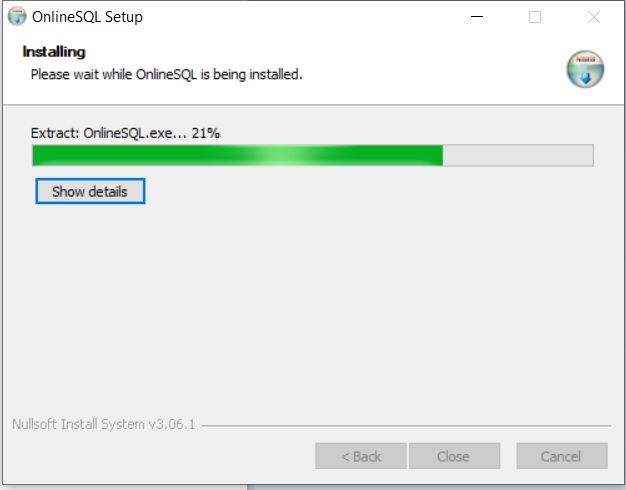 OnlineSQL Setup
Installing
Please wait while OnlineSQL is being installed.
Extract: OnlineSQL.exe... 21%
Show details
Nullsoft Install System v3.06.1
< Back Close Cancel